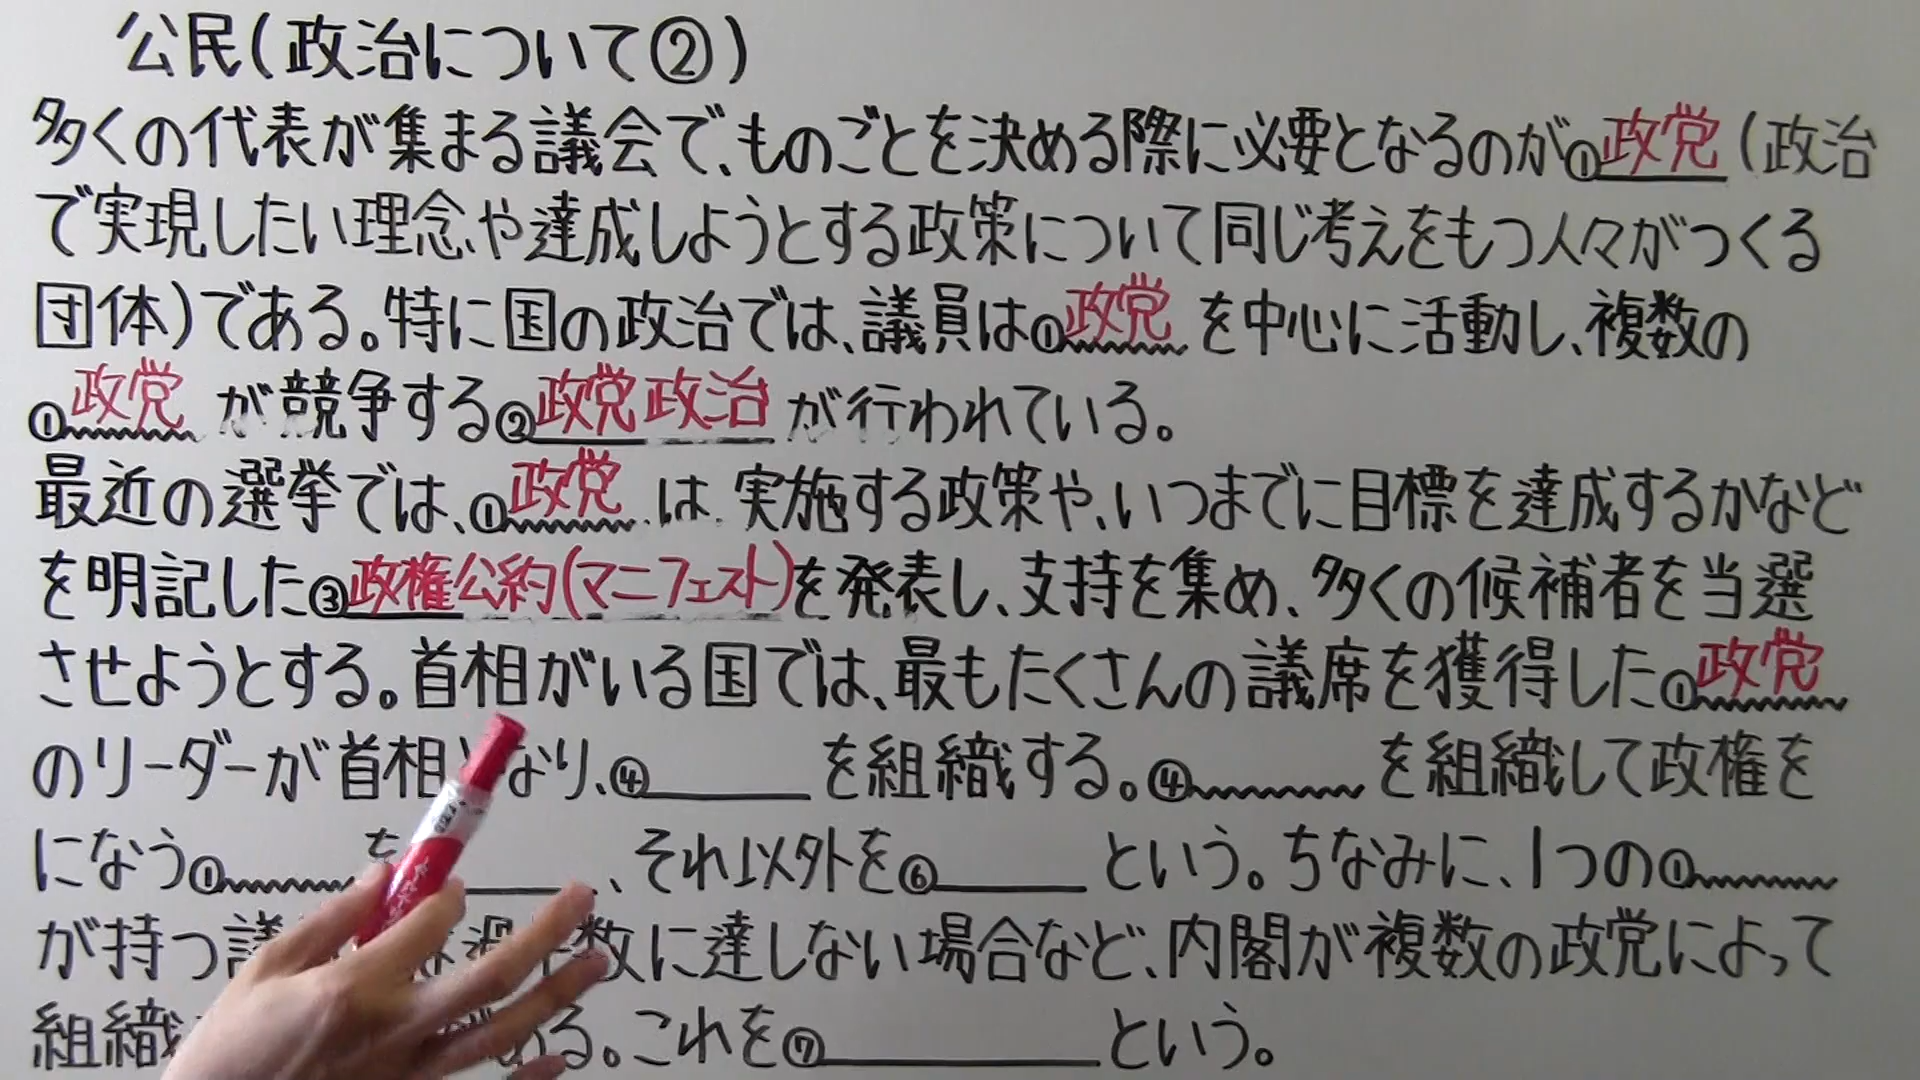 公民(政治について②)
多くの代表が集まる議会で、ものごとを決める際に必要となるのが①政党(政治
で実現したい理念や達成しようとする政策について同じ考えをもつ人々がつくる
団体)である。特に国の政治では、議員は①政党を中心に活動し、複数の
①政党が競争する②政党政治が行われている。
最近の選挙では、①政党は実施する政策や、いつまでに目標を達成するかなど
を明記した③政権公約(マニフェスト)を発表し、支持を集め、多くの候補者を当選
させようとする。首相がいる国では、最もたくさんの議席を獲得した①政党
のリーダーが首相となり、④を組織する。④を組織して政権を
になう①を、それ以外を⑥という。ちなみに、1つの①
が持つ議数に達しない場合など、内閣が複数の政党によって
組織ある。これを⑦という。